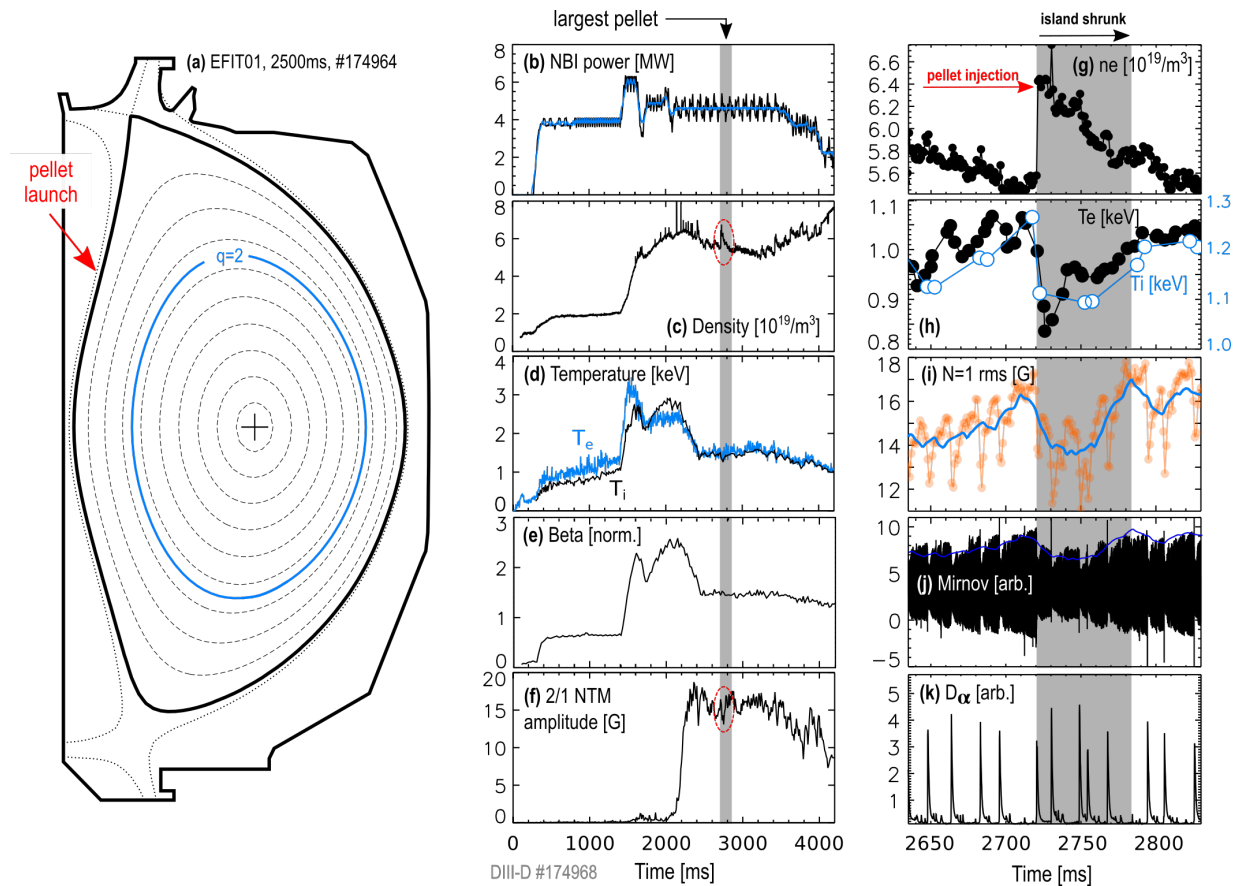 largest pellet
island shrunk
(a) EFIT01, 2500ms, #174964
pellet
launch
q=2
(b) NBI power [MW]
8
6
4
2
0
(c) Density [10^19/m^3]
8
6
4
2
0
(d) Temperature [keV]
T_e
T_i
4
3
2
1
0
(e) Beta [norm.]
3
2
1
0
(f) 2/1 NTM
amplitude [G]
20
15
10
5
0
0 1000 2000 3000 4000
Time [ms]
DIII-D #174968
(g) ne [10^19/m^3]
pellet injection
6.6
6.4
6.2
6.0
5.8
5.6
Te [keV]
Ti [keV]
(h)
1.1
1.0
0.9
0.8
1.3
1.2
1.1
1.0
(i) N=1 rms [G]
18
16
14
12
(j) Mirnov [arb.]
10
5
0
−5
(k) Dα [arb.]
5
4
3
2
1
2650 2700 2750 2800
Time [ms]